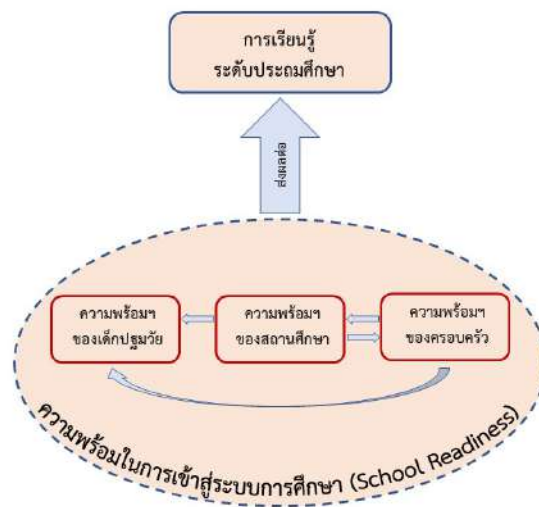 การเรียนรู้
ระดับประถมศึกษา
ส่งผลต่อ
ความพร้อมฯ
ของเด็กปฐมวัย
ความพร้อมฯ
ของสถานศึกษา
ความพร้อมฯ
ของครอบครัว
ความพร้อมในการเข้าสู่ระบบการศึกษา (School Readiness)